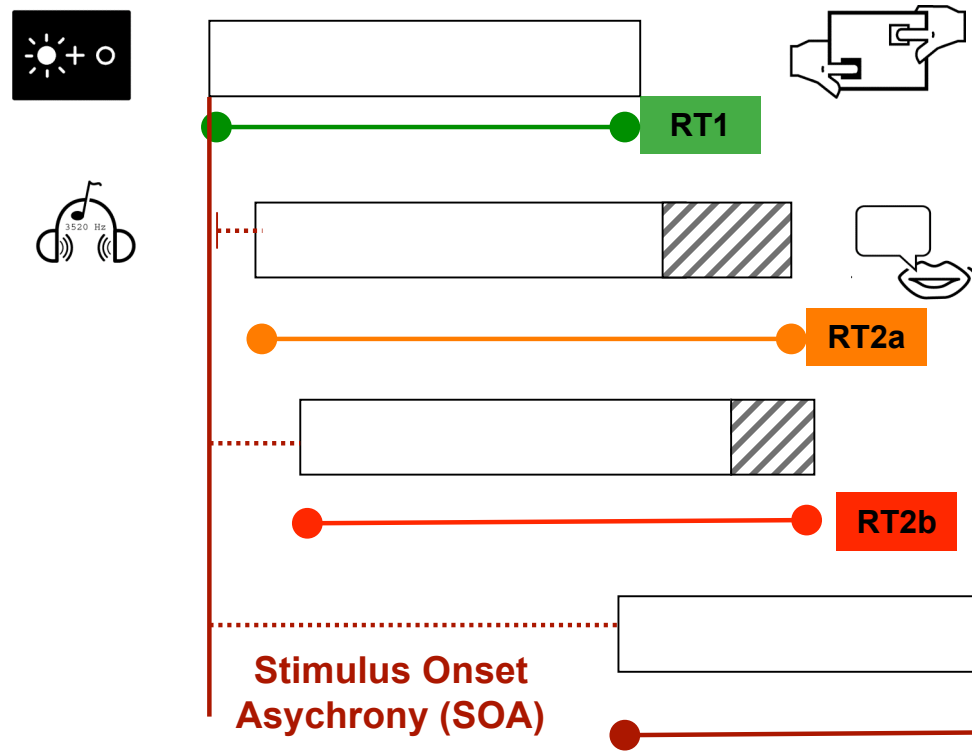 RT1
3520 Hz
RT2a
RT2b
Stimulus Onset
Asychrony (SOA)